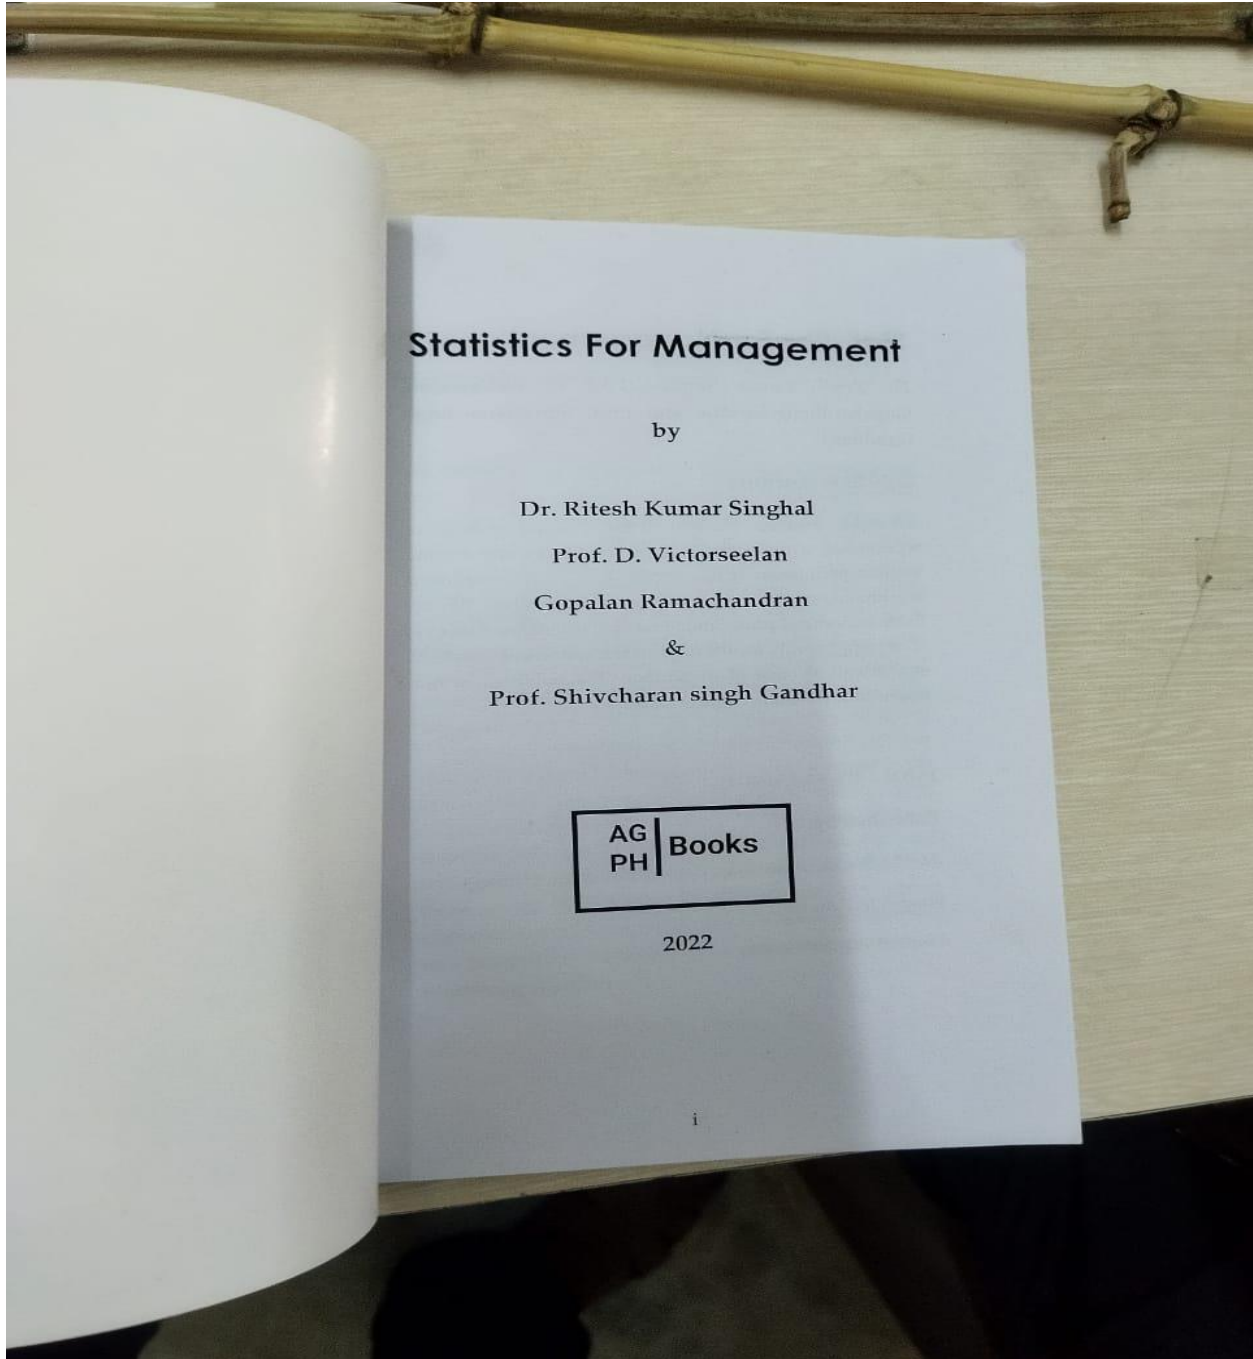 Statistics For Management
by
Dr. Ritesh Kumar Singhal
Prof. D. Victorseelan
Gopalan Ramachandran
&
Prof. Shivcharan singh Gandhar
AG
PH
Books
2022
i